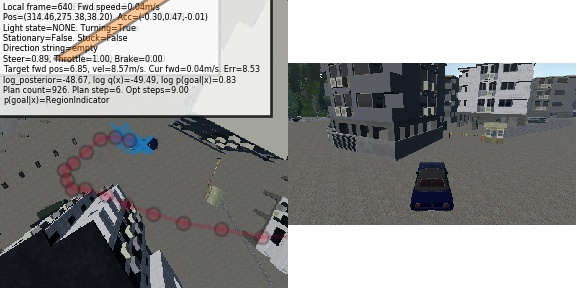 Local frame=640. Fwd speed=0.04m/s
Pos=(314.46,275.38,38.20), Acc=(-0.30,0.47,-0.01)
Light state=NONE. Turning=True
Stationary=False. Stuck=False
Direction string=empty
Steer=0.89, Throttle=1.00, Brake=0.00
Target fwd pos=6.85, vel=8.57m/s. Cur fwd=0.04m/s. Err=8.53
log_posterior=-48.67, log q(x)=-49.49, log p(goal|x)=0.83
Plan count=926. Plan step=6. Opt steps=9.00
p(goal|x)=RegionIndicator